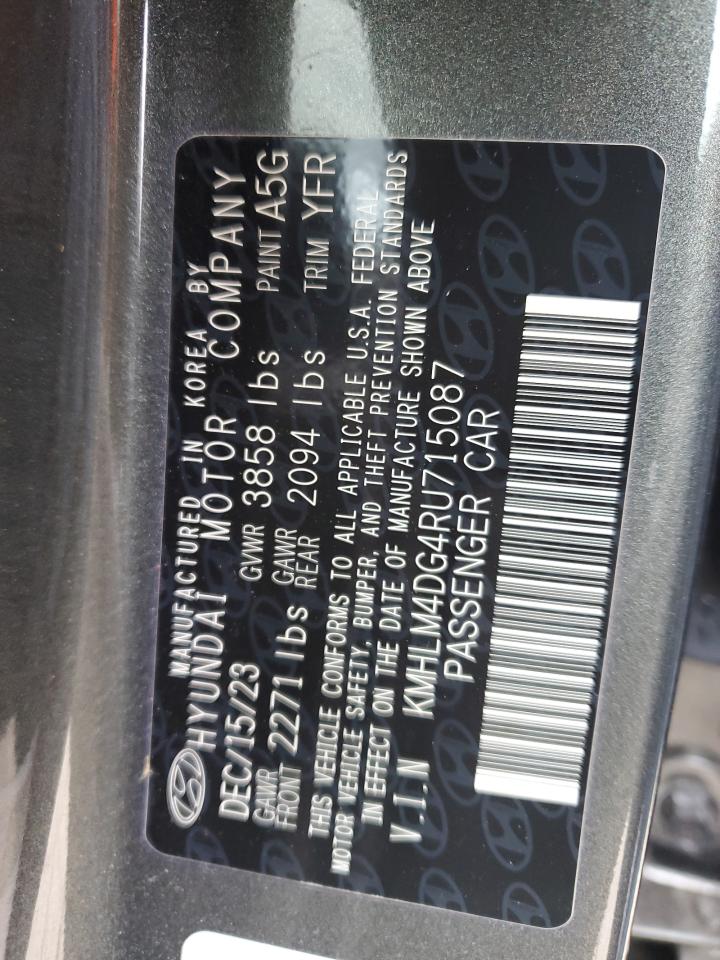 MANUFACTURED IN KOREA BY
HYUNDAI MOTOR COMPANY
DEC/15/23 GVWR 3858 lbs PAINT A5G
GAWR FRONT 2271 lbs GAWR REAR 2094 lbs TRIM YFR
THIS VEHICLE CONFORMS TO ALL APPLICABLE U.S.A. FEDERAL
MOTOR VEHICLE SAFETY, BUMPER, AND THEFT PREVENTION STANDARDS
IN EFFECT ON THE DATE OF MANUFACTURE SHOWN ABOVE
V.I.N KMHLM4DG4RU715087
PASSENGER CAR